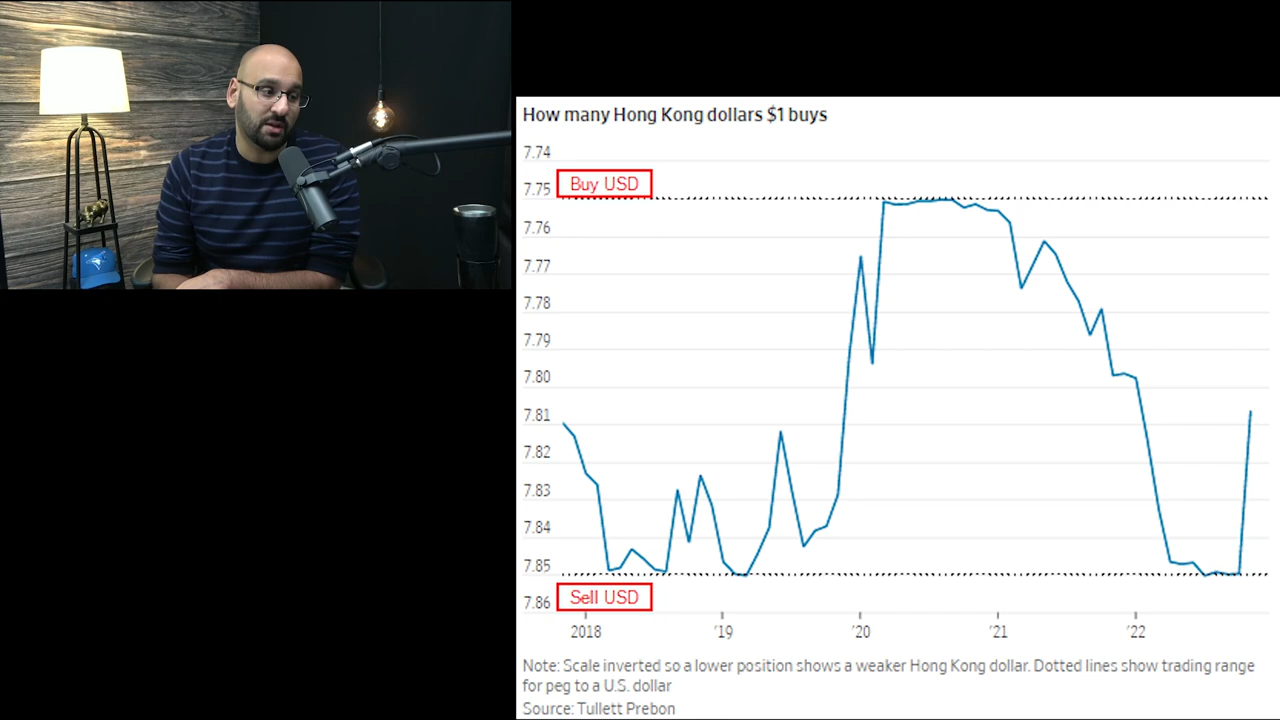 How many Hong Kong dollars $1 buys
7.74
Buy USD
7.75
7.76
7.77
7.78
7.79
7.80
7.81
7.82
7.83
7.84
7.85
Sell USD
7.86
2018 '19 '20 '21 '22
Note: Scale inverted so a lower position shows a weaker Hong Kong dollar. Dotted lines show trading range
for peg to a U.S. dollar
Source: Tullett Prebon